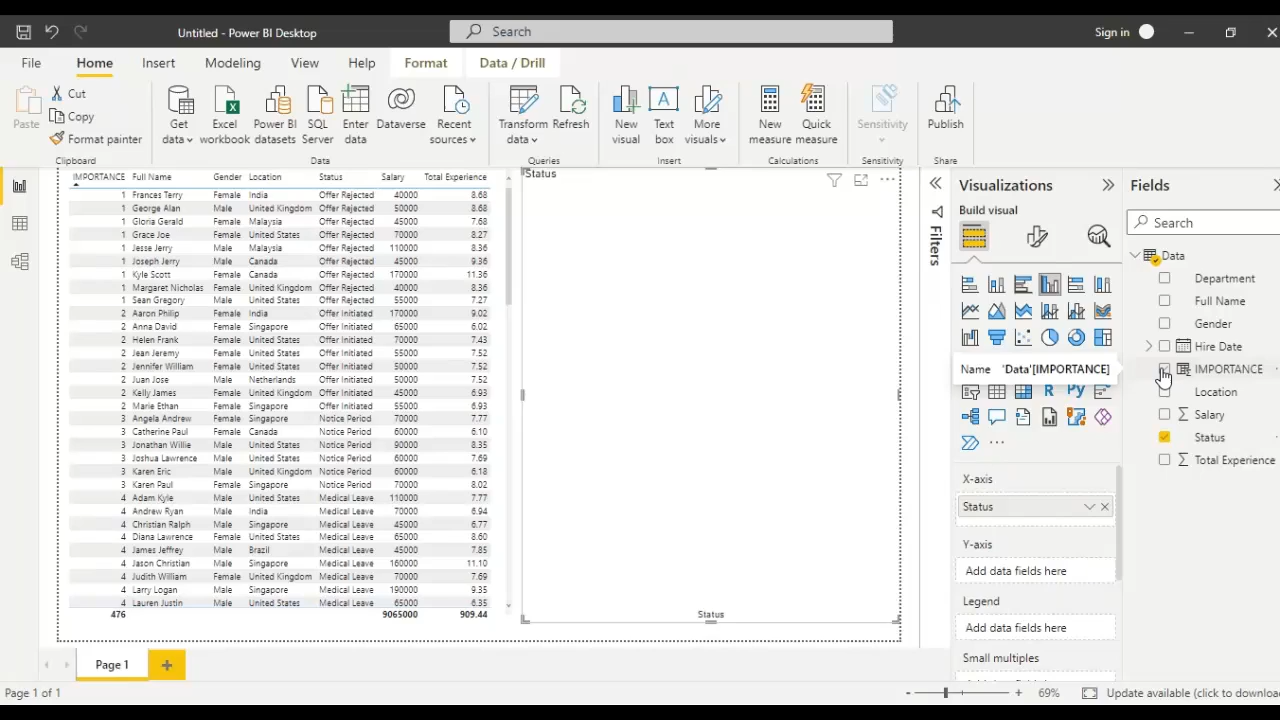 Untitled - Power BI Desktop
Search
Sign in
File Home Insert Modeling View Help Format Data / Drill
Paste
Cut
Copy
Format painter
Get data
Excel workbook
Power BI datasets
SQL Server
Enter data
Dataverse
Recent sources
Transform data
Refresh
New visual
Text box
More visuals
New measure
Quick measure
Sensitivity
Publish
Clipboard Data Queries Insert Calculations Sensitivity Share
IMPORTANCE Full Name Gender Location Status Salary Total Experience
1 Frances Terry Female India Offer Rejected 40000 8.68
1 George Alan Male United Kingdom Offer Rejected 50000 8.68
1 Gloria Gerald Female Malaysia Offer Rejected 45000 7.68
1 Grace Joe Female United States Offer Rejected 70000 8.27
1 Jesse Jerry Male Malaysia Offer Rejected 110000 8.36
1 Joseph Jerry Male Canada Offer Rejected 45000 9.36
1 Kyle Scott Female Canada Offer Rejected 170000 11.36
1 Margaret Nicholas Female United Kingdom Offer Rejected 40000 8.36
1 Sean Gregory Male United States Offer Rejected 55000 7.27
2 Aaron Philip Female India Offer Initiated 170000 9.02
2 Anna David Female Singapore Offer Initiated 65000 6.02
2 Helen Frank Female United States Offer Initiated 70000 7.43
2 Jean Jeremy Female United States Offer Initiated 55000 7.52
2 Jennifer William Female United States Offer Initiated 55000 7.52
2 Juan Jose Male Netherlands Offer Initiated 50000 7.52
2 Kelly James Female United States Offer Initiated 45000 6.93
2 Marie Ethan Female Singapore Offer Initiated 55000 6.93
3 Angela Andrew Female Singapore Notice Period 70000 7.77
3 Catherine Paul Female Canada Notice Period 60000 6.10
3 Jonathan Willie Male United States Notice Period 90000 8.35
3 Joshua Lawrence Male United States Notice Period 60000 7.69
3 Karen Eric Male United Kingdom Notice Period 60000 6.18
3 Karen Paul Female Singapore Notice Period 70000 8.02
4 Adam Kyle Male United States Medical Leave 110000 7.77
4 Andrew Ryan Male India Medical Leave 70000 6.94
4 Christian Ralph Male Singapore Medical Leave 45000 6.77
4 Diana Lawrence Female United States Medical Leave 65000 8.60
4 James Jeffrey Male Brazil Medical Leave 45000 7.85
4 Jason Christian Male Singapore Medical Leave 160000 11.10
4 Judith William Female United Kingdom Medical Leave 70000 7.69
4 Larry Logan Male Singapore Medical Leave 190000 9.35
4 Lauren Justin Male United States Medical Leave 65000 6.35
476 9065000 909.44
Status
Status
Filters
Visualizations
Build visual
Name 'Data'[IMPORTANCE]
R Py
X-axis
Status
Y-axis
Add data fields here
Legend
Add data fields here
Small multiples
Fields
Search
Data
Department
Full Name
Gender
Hire Date
IMPORTANCE
Location
Salary
Status
Total Experience
Page 1
Page 1 of 1
69%
Update available (click to download